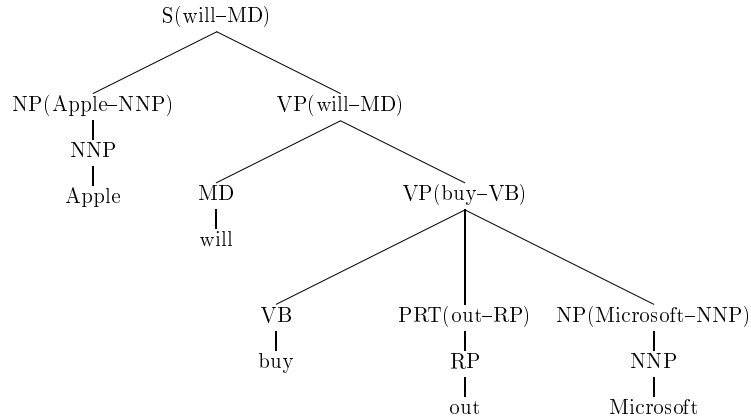 S(will–MD)
NP(Apple–NNP) VP(will–MD)
NNP
Apple MD VP(buy–VB)
will
VB PRT(out–RP) NP(Microsoft–NNP)
buy RP NNP
out Microsoft